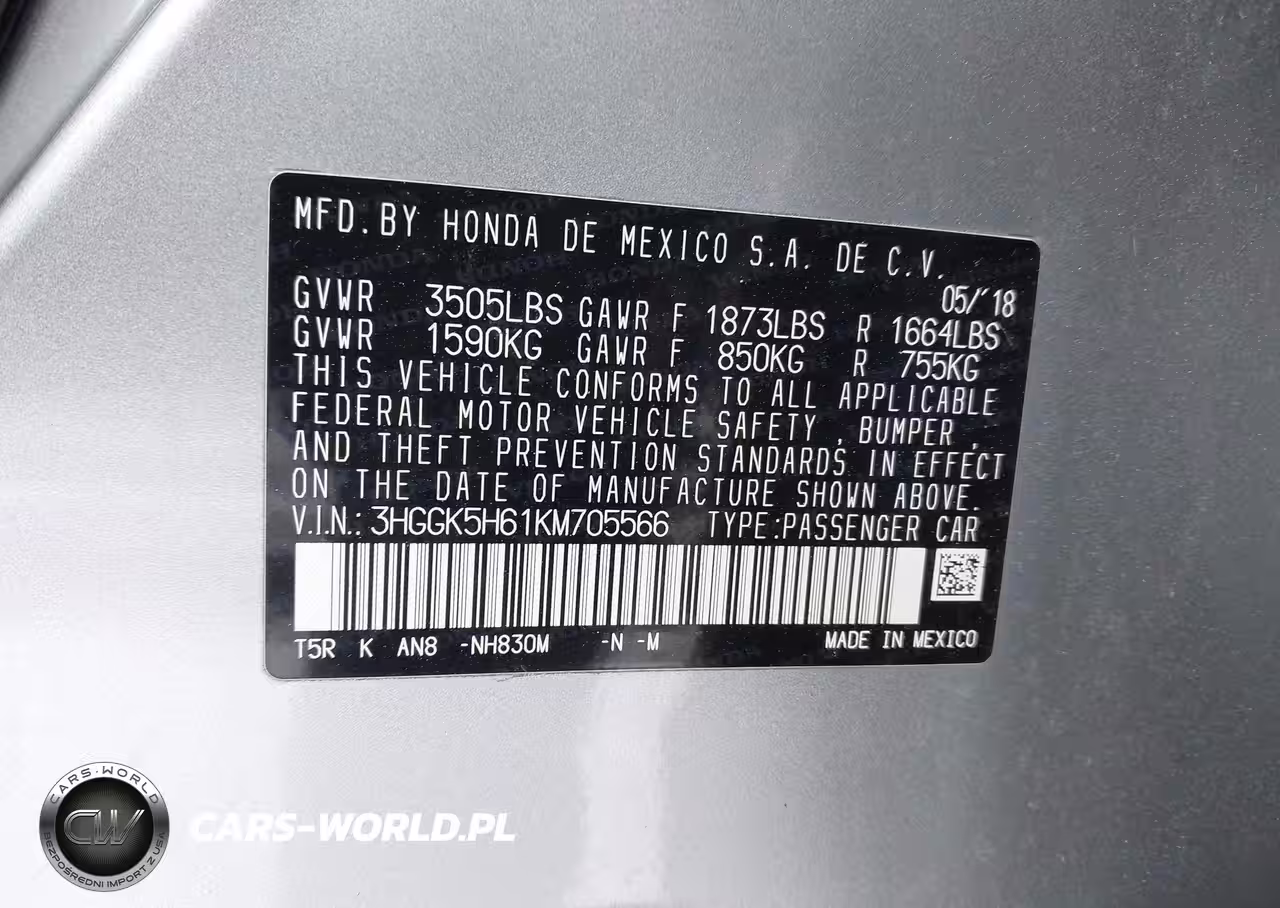 MFD. BY HONDA DE MEXICO S.A. DE C.V.
05/'18
GVWR 3505LBS GAWR F 1873LBS R 1664LBS
GVWR 1590KG GAWR F 850KG R 755KG
THIS VEHICLE CONFORMS TO ALL APPLICABLE
FEDERAL MOTOR VEHICLE SAFETY , BUMPER ,
AND THEFT PREVENTION STANDARDS IN EFFECT
ON THE DATE OF MANUFACTURE SHOWN ABOVE.
V.I.N.: 3HGGK5H61KM705566 TYPE:PASSENGER CAR
T5R K AN8 -NH830M -N -M MADE IN MEXICO
CARS-WORLD
CW
BEZPOŚREDNI IMPORT Z USA
CARS-WORLD.PL